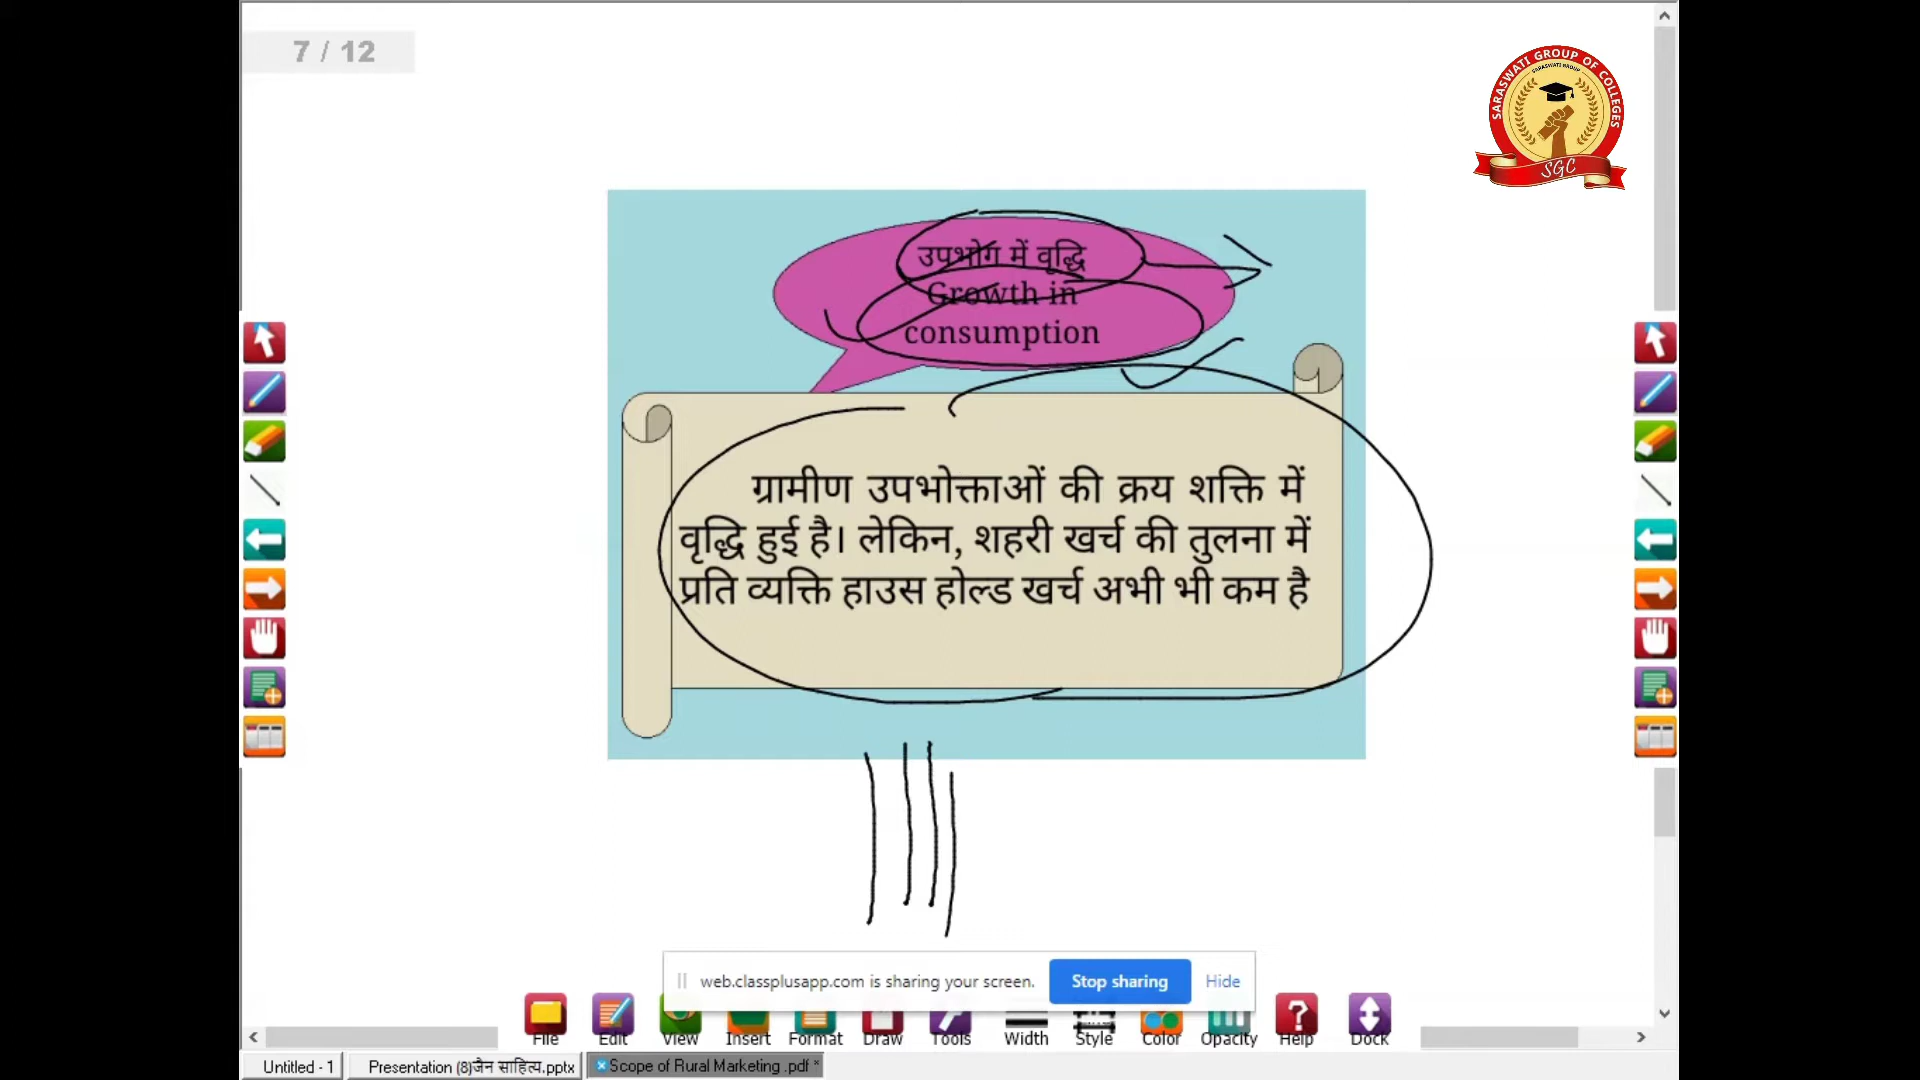 7 / 12
SARASWATI GROUP OF COLLEGES
SARASWATI GROUP
SGC
उपभोग में वृद्धि
Growth in
consumption
ग्रामीण उपभोक्ताओं की क्रय शक्ति में
वृद्धि हुई है। लेकिन, शहरी खर्च की तुलना में
प्रति व्यक्ति हाउस होल्ड खर्च अभी भी कम है
web.classplusapp.com is sharing your screen. Stop sharing Hide
File Edit View Insert Format Draw Tools Width Style Color Opacity Help Dock
Untitled - 1 Presentation (8)जैन साहित्य.pptx Scope of Rural Marketing .pdf *